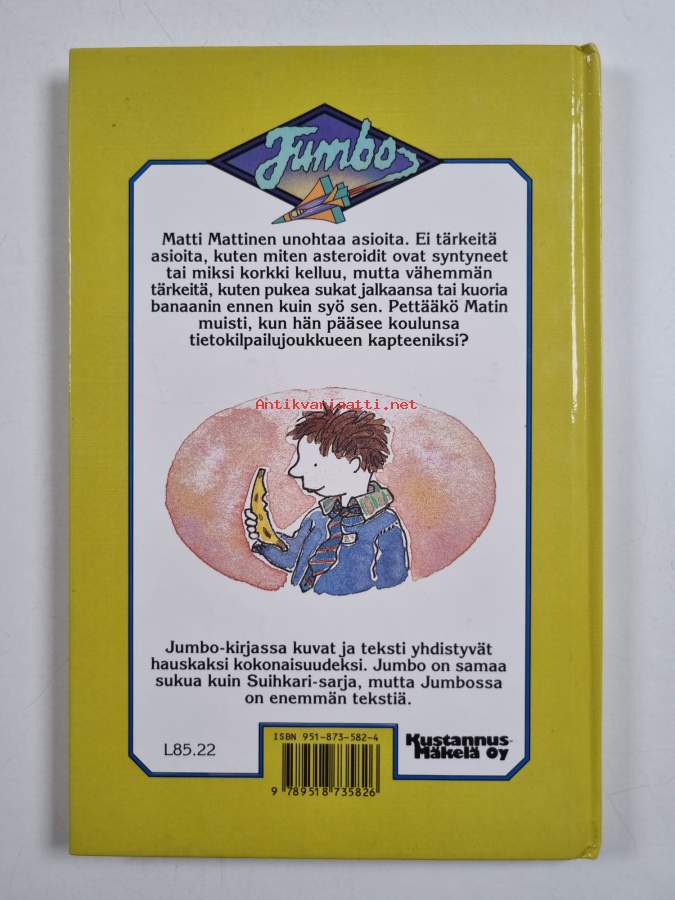 Jumbo
Matti Mattinen unohtaa asioita. Ei tärkeitä
asioita, kuten miten asteroidit ovat syntyneet
tai miksi korkki kelluu, mutta vähemmän
tärkeitä, kuten pukea sukat jalkaansa tai kuoria
banaanin ennen kuin syö sen. Pettääkö Matin
muisti, kun hän pääsee koulunsa
tietokilpailujoukkueen kapteeniksi?
Antikvariaatti.net
Jumbo-kirjassa kuvat ja teksti yhdistyvät
hauskaksi kokonaisuudeksi. Jumbo on samaa
sukua kuin Suihkari-sarja, mutta Jumbossa
on enemmän tekstiä.
L85.22
ISBN 951-873-582-4
9 789518 735826
Kustannus-
Mäkelä Oy